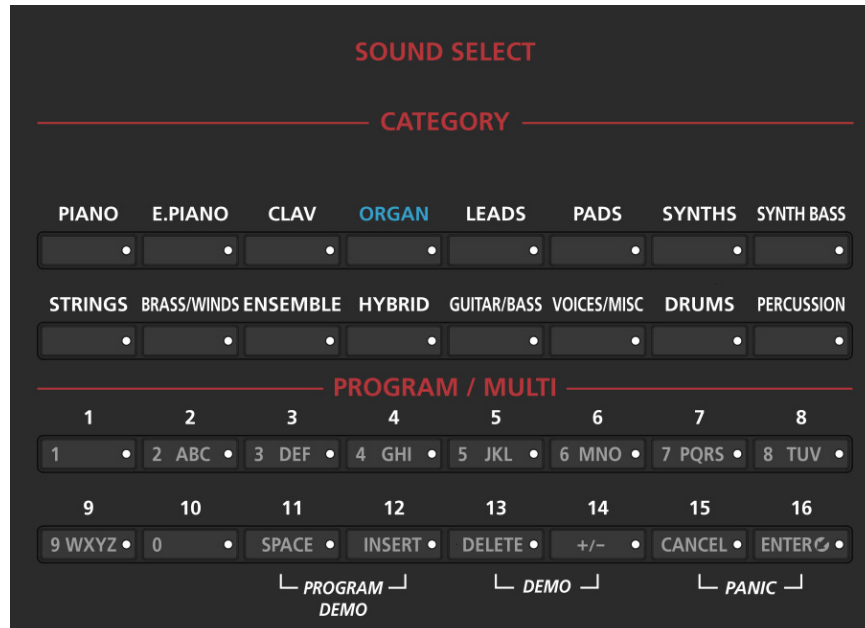 SOUND SELECT
CATEGORY
PIANO E.PIANO CLAV ORGAN LEADS PADS SYNTHS SYNTH BASS
STRINGS BRASS/WINDS ENSEMBLE HYBRID GUITAR/BASS VOICES/MISC DRUMS PERCUSSION
PROGRAM / MULTI
1 2 3 4 5 6 7 8
1 2 ABC 3 DEF 4 GHI 5 JKL 6 MNO 7 PQRS 8 TUV
9 10 11 12 13 14 15 16
9 WXYZ 0 SPACE INSERT DELETE +/− CANCEL ENTER
PROGRAM DEMO PANIC
DEMO